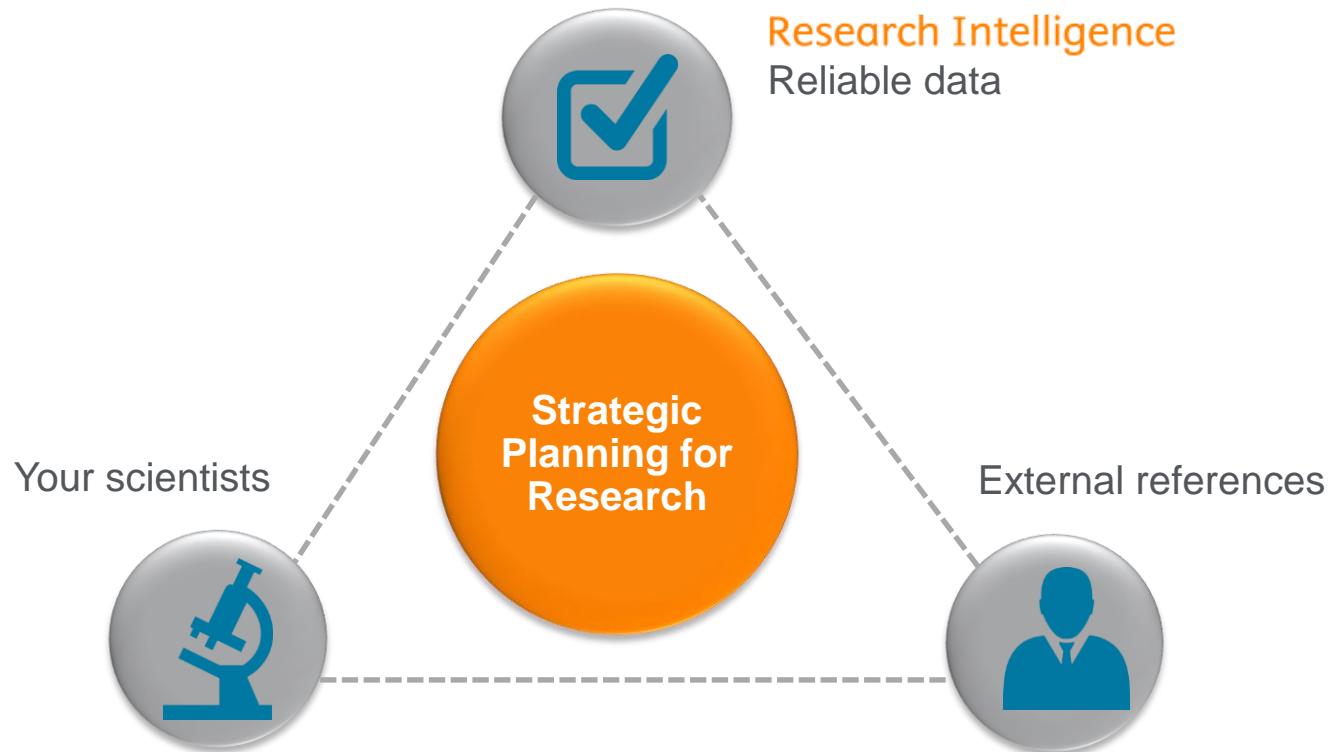 Research Intelligence
Reliable data
Strategic
Planning for
Research
Your scientists
External references